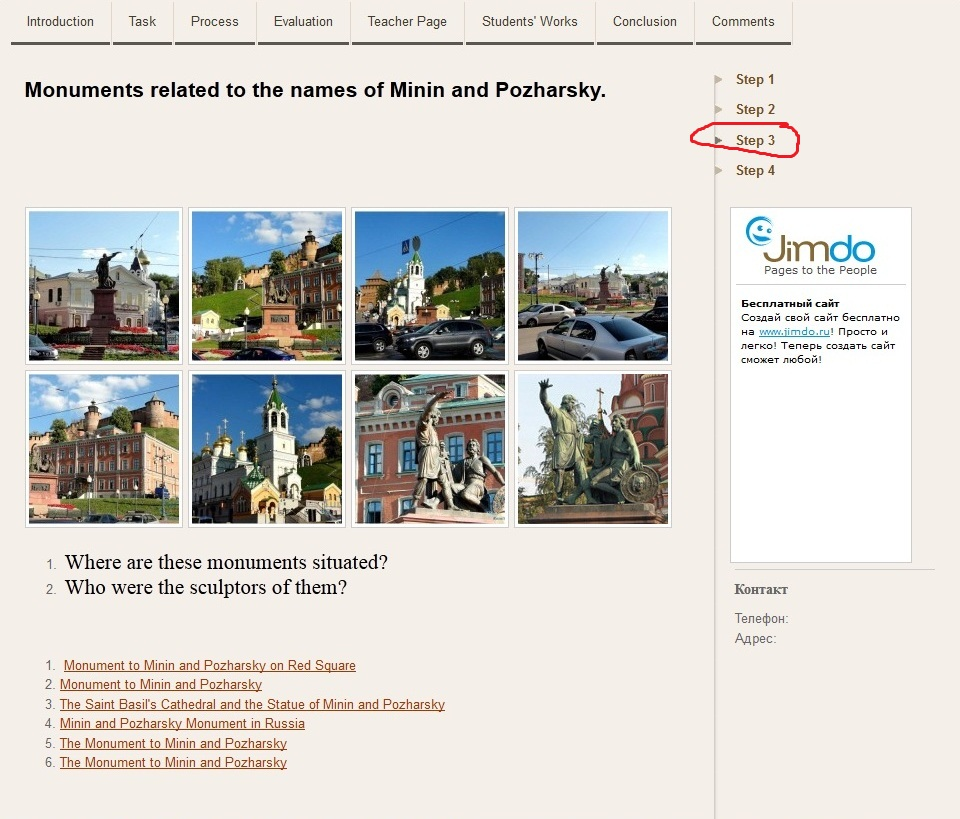 Introduction
Task
Process
Evaluation
Teacher Page
Students' Works
Conclusion
Comments
Monuments related to the names of Minin and Pozharsky.
Step 1
Step 2
Step 3
Step 4
Jimdo
Pages to the People
Бесплатный сайт
Создай свой сайт бесплатно
на www.jimdo.ru! Просто и
легко! Теперь создать сайт
сможет любой!
1. Where are these monuments situated?
2. Who were the sculptors of them?
Контакт
Телефон:
Адрес:
1. Monument to Minin and Pozharsky on Red Square
2. Monument to Minin and Pozharsky
3. The Saint Basil's Cathedral and the Statue of Minin and Pozharsky
4. Minin and Pozharsky Monument in Russia
5. The Monument to Minin and Pozharsky
6. The Monument to Minin and Pozharsky